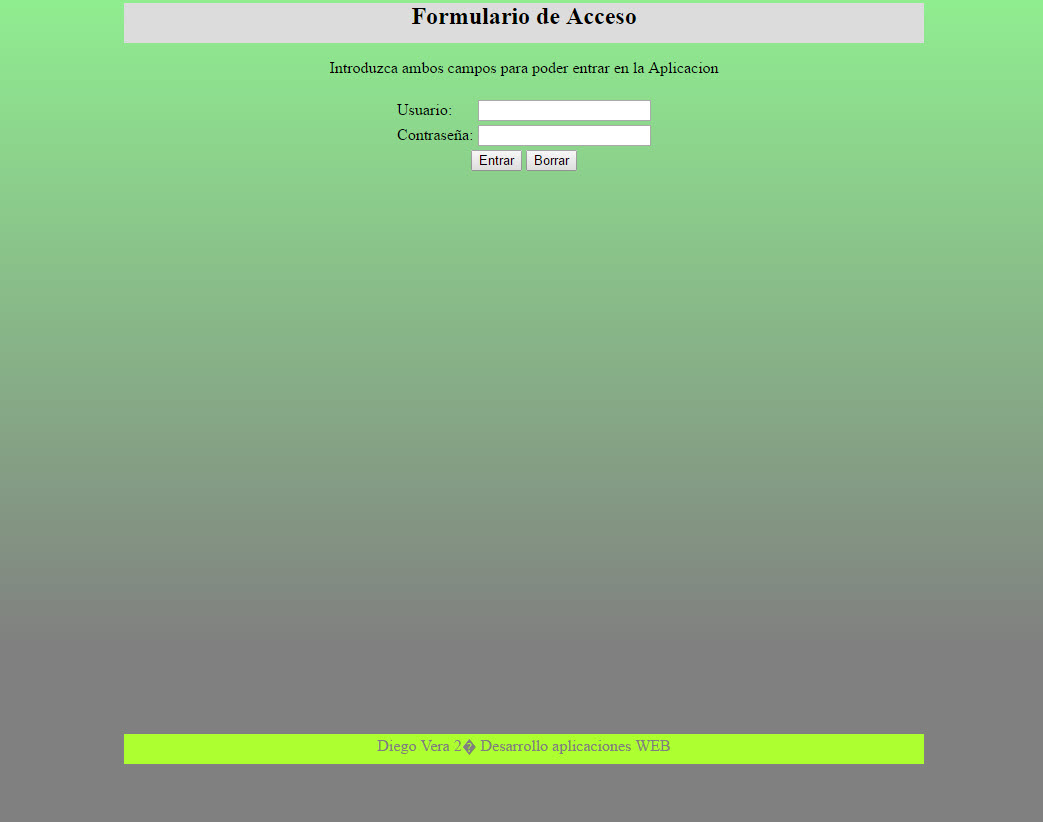 Formulario de Acceso
Introduzca ambos campos para poder entrar en la Aplicacion
Usuario:
Contraseña:
Entrar Borrar
Diego Vera 2� Desarrollo aplicaciones WEB